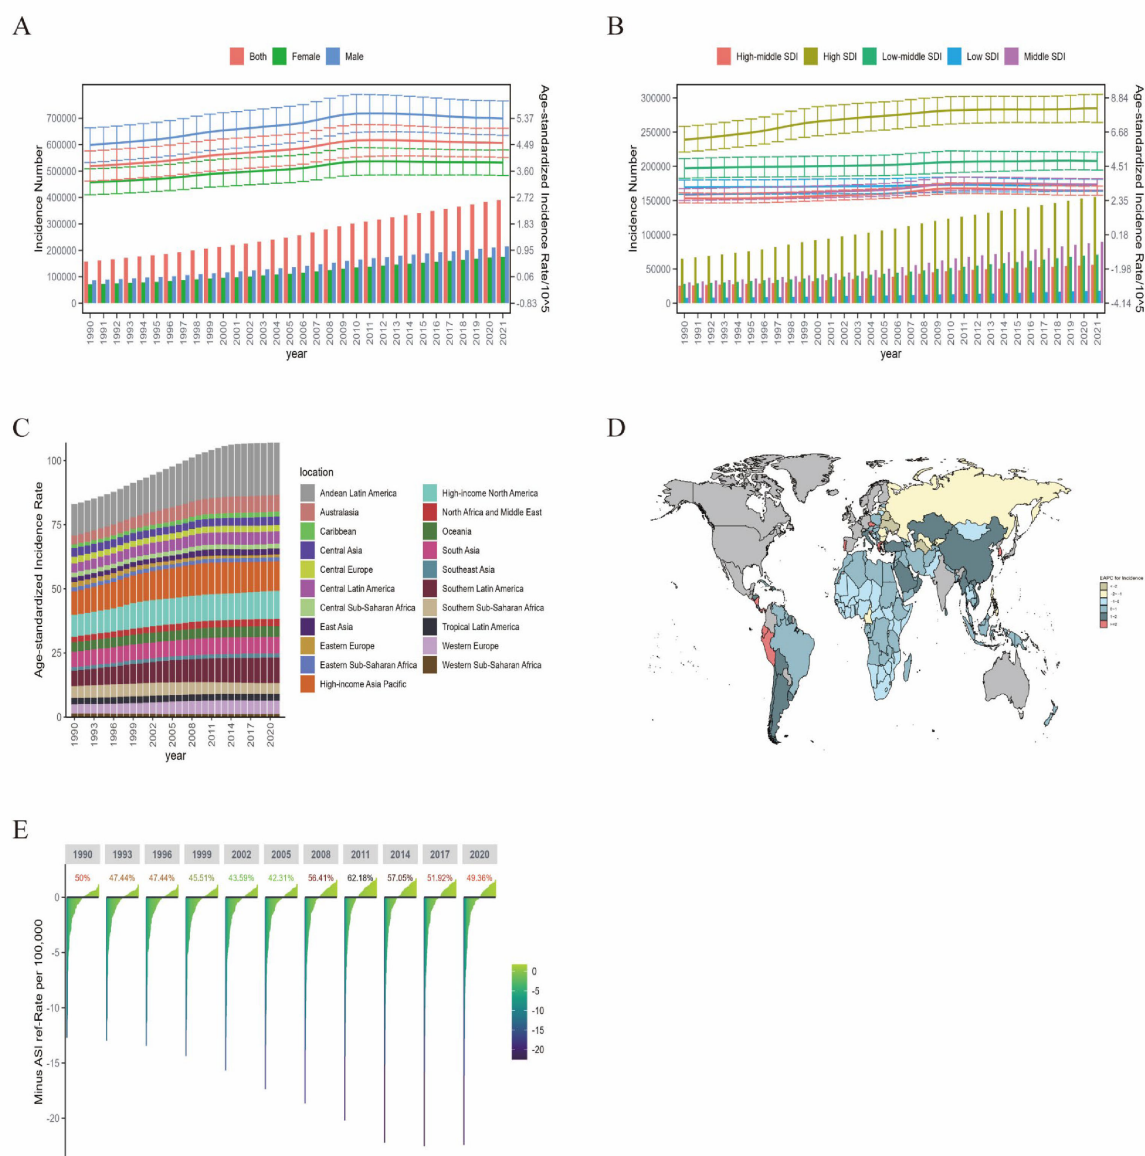 A
Both Female Male
Incidence Number
700000
600000
500000
400000
300000
200000
100000
0
5.37
4.49
3.60
2.72
1.83
0.95
0.06
-0.83
Age-standardized Incidence Rate/10^5
1990 1991 1992 1993 1994 1995 1996 1997 1998 1999 2000 2001 2002 2003 2004 2005 2006 2007 2008 2009 2010 2011 2012 2013 2014 2015 2016 2017 2018 2019 2020 2021
year
B
High-middle SDI High SDI Low-middle SDI Low SDI Middle SDI
Incidence Number
300000
250000
200000
150000
100000
50000
0
8.84
6.68
4.51
2.35
0.18
-1.98
-4.14
Age-standardized Incidence Rate/10^5
1990 1991 1992 1993 1994 1995 1996 1997 1998 1999 2000 2001 2002 2003 2004 2005 2006 2007 2008 2009 2010 2011 2012 2013 2014 2015 2016 2017 2018 2019 2020 2021
year
C
Age-standardized Incidence Rate
100
75
50
25
0
1990 1993 1996 1999 2002 2005 2008 2011 2014 2017 2020
year
location
Andean Latin America
Australasia
Caribbean
Central Asia
Central Europe
Central Latin America
Central Sub-Saharan Africa
East Asia
Eastern Europe
Eastern Sub-Saharan Africa
High-income Asia Pacific
High-income North America
North Africa and Middle East
Oceania
South Asia
Southeast Asia
Southern Latin America
Southern Sub-Saharan Africa
Tropical Latin America
Western Europe
Western Sub-Saharan Africa
D
EAPC for Incidence
E
1990 1993 1996 1999 2002 2005 2008 2011 2014 2017 2020
50% 47.44% 47.44% 45.51% 43.59% 42.31% 56.41% 62.18% 57.05% 51.92% 49.36%
Minus ASI ref-Rate per 100,000
0
-5
-10
-15
-20
0
-5
-10
-15
-20